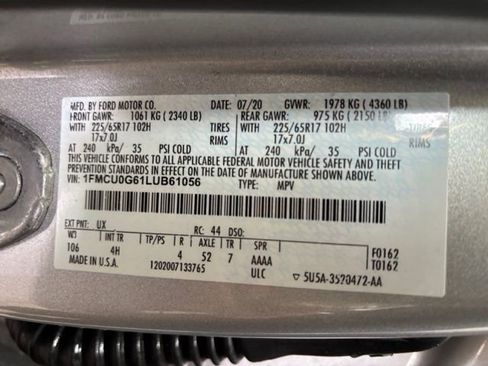 MFD. BY FORD MOTOR CO. 07/20 GVWR: 1978 KG ( 4360 LB)
FRONT GAWR: 1061 KG ( 2340 LB) REAR GAWR: 975 KG ( 2150 LB)
WITH 225/65R17 102H TIRES WITH 225/65R17 102H TIRES
17x7.0J RIMS 17x7.0J RIMS
AT 240 kPa/ 35 PSI COLD AT 240 kPa/ 35 PSI COLD
THIS VEHICLE CONFORMS TO ALL APPLICABLE FEDERAL MOTOR VEHICLE SAFETY AND THEFT
PREVENTION STANDARDS IN EFFECT ON THE DATE OF MANUFACTURE SHOWN ABOVE.
VIN: 1FMCU0G61LUB61056 TYPE: MPV
EXT PNT: UX RC: 44 DSO:
WB INT TR TP/PS R AXLE TR SPR F0162
106 4H 4 52 7 AAAA T0162
MADE IN U.S.A. 1202007133765 ULC 5U5A-3520472-AA